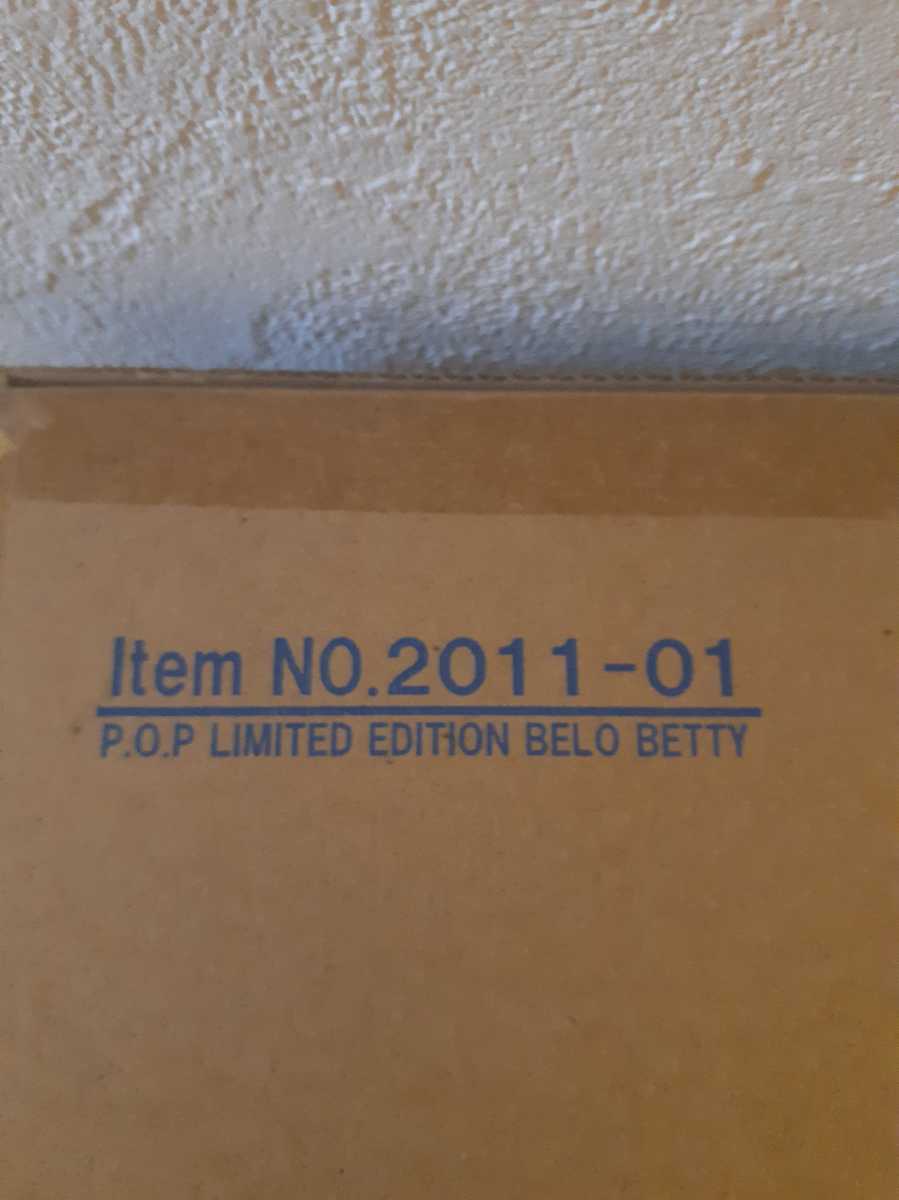 Item NO.2011-01
P.O.P LIMITED EDITION BELO BETTY